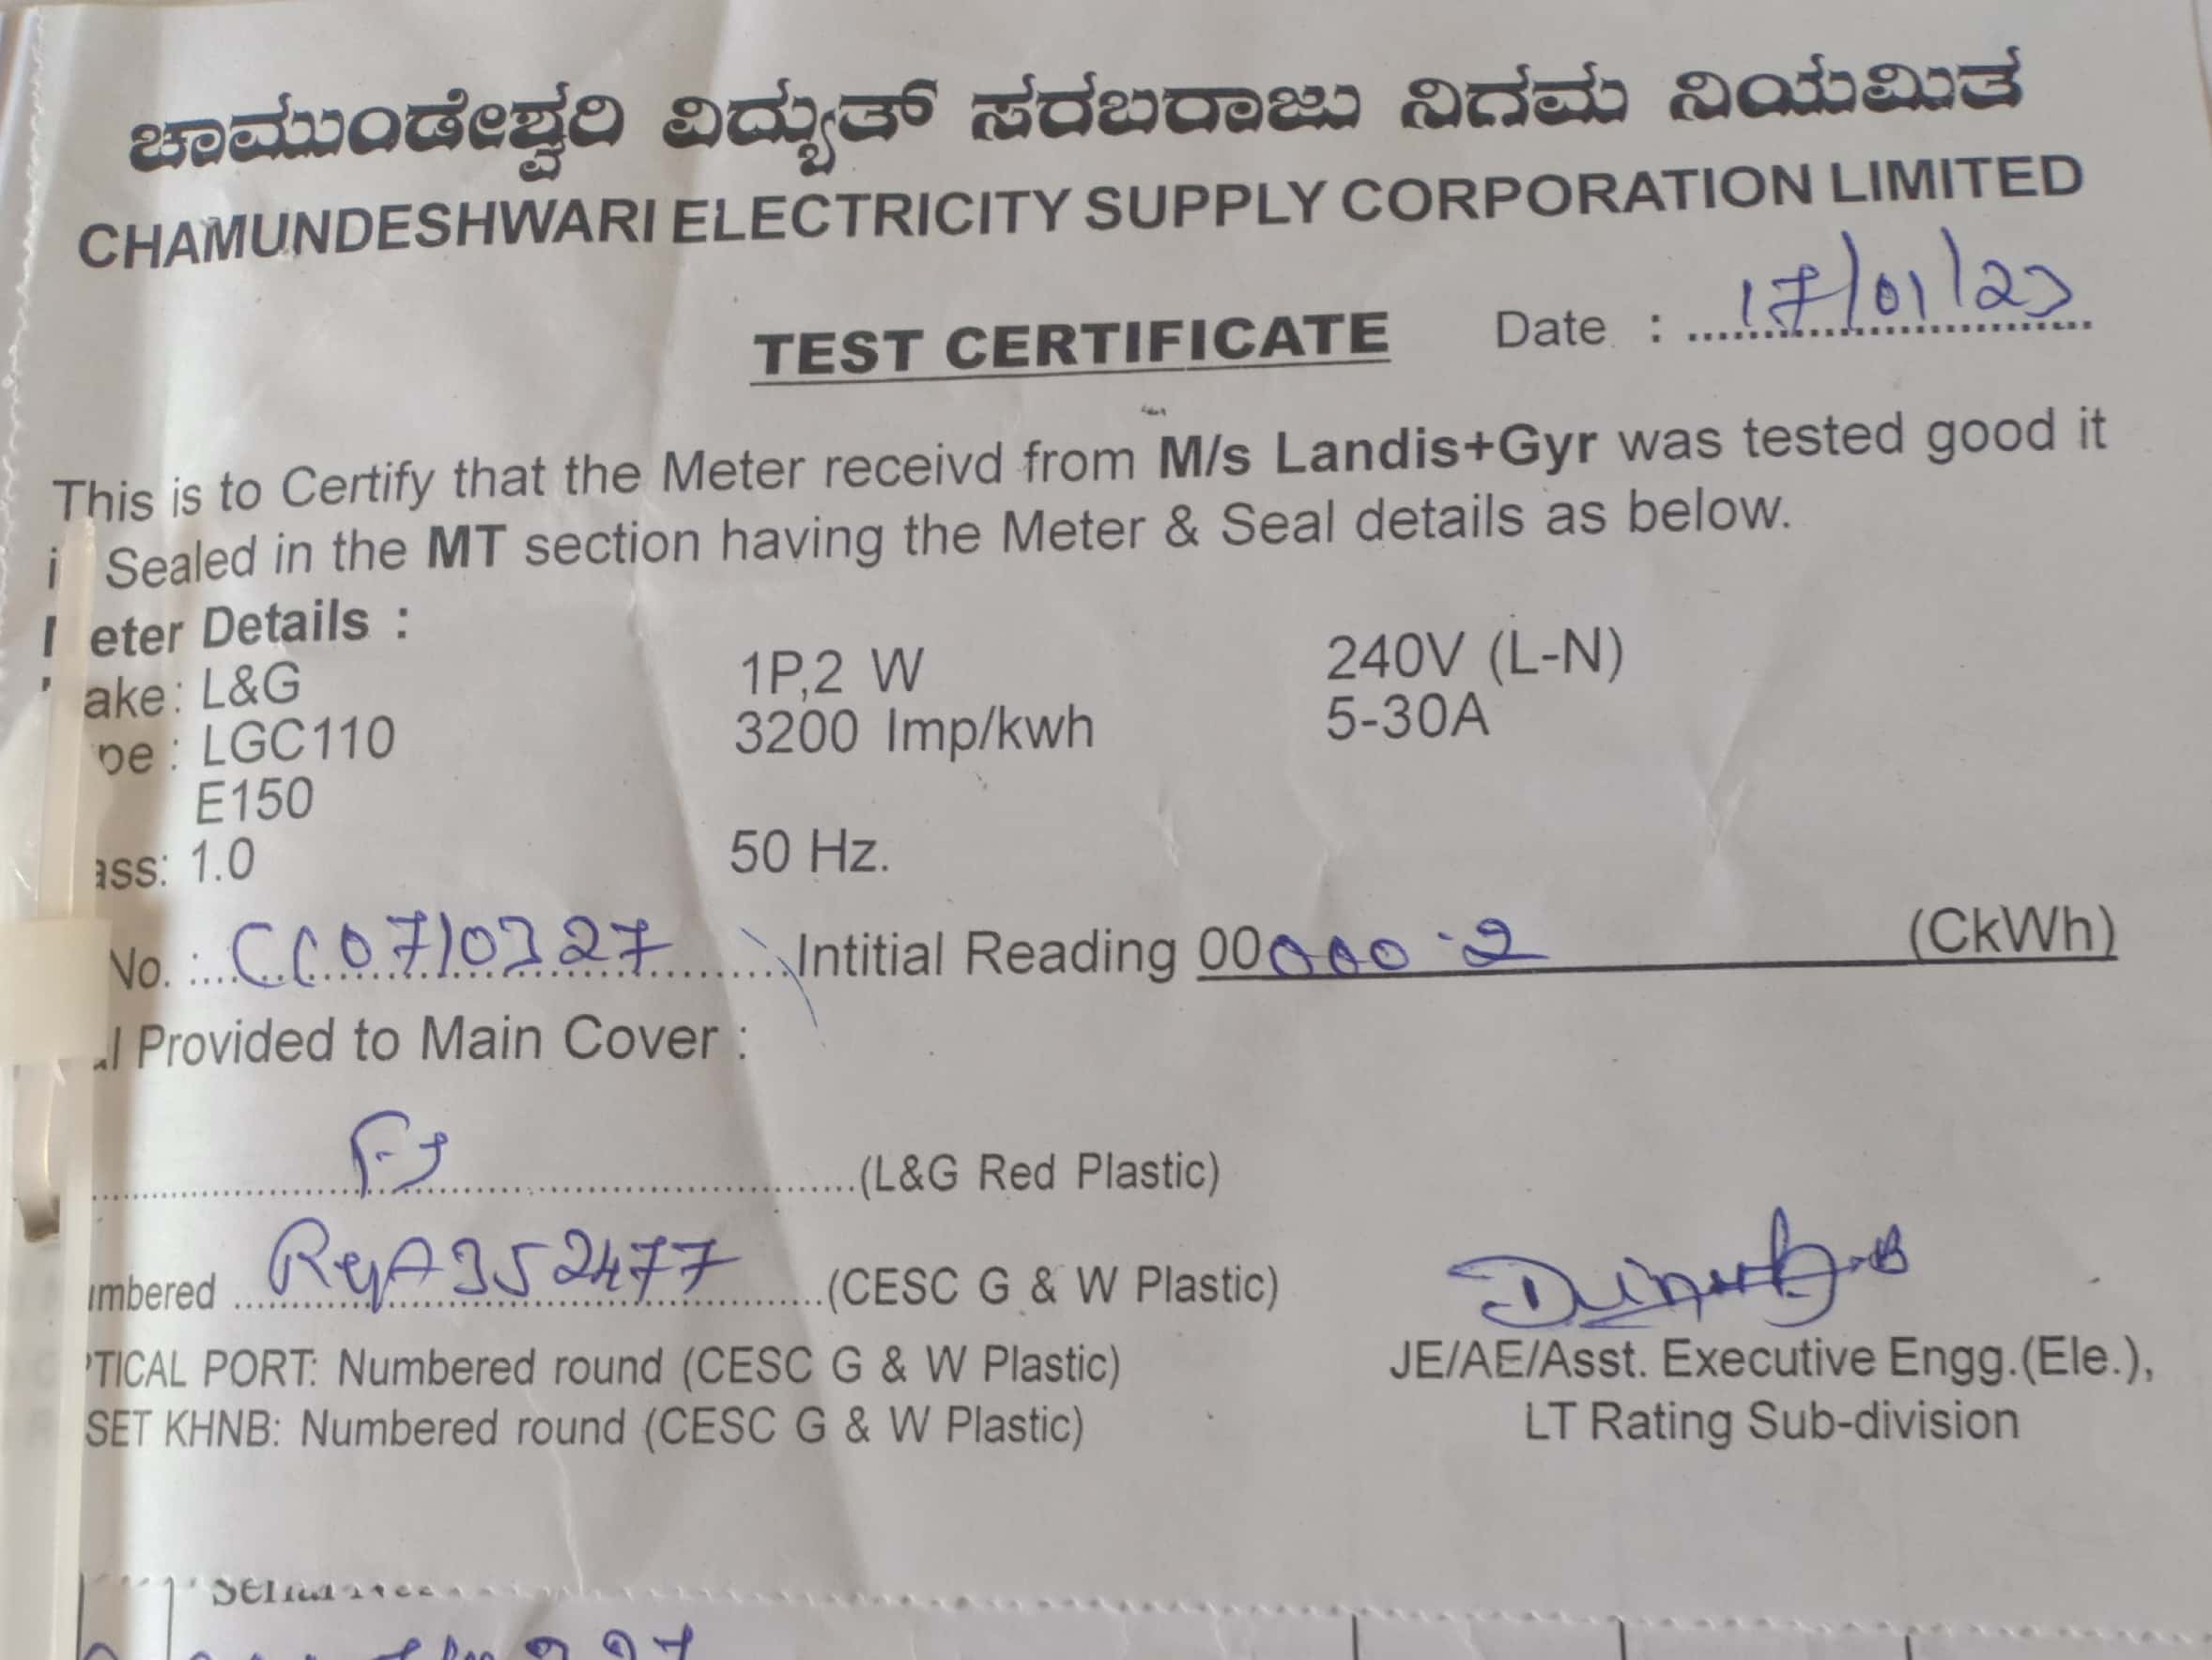 ಚಾಮುಂಡೇಶ್ವರಿ ವಿದ್ಯುತ್ ಸರಬರಾಜು ನಿಗಮ ನಿಯಮಿತ
CHAMUNDESHWARI ELECTRICITY SUPPLY CORPORATION LIMITED
TEST CERTIFICATE Date : 17/01/23
This is to Certify that the Meter receivd from M/s Landis+Gyr was tested good it
Sealed in the MT section having the Meter & Seal details as below.
eter Details :
ake: L&G 1P,2 W 240V (L-N)
pe : LGC110 3200 Imp/kwh 5-30A
E150
ass: 1.0 50 Hz.
No. : CC0710327 Intitial Reading 00000.2 (CkWh)
l Provided to Main Cover :
(L&G Red Plastic)
umbered 352477 (CESC G & W Plastic)
PTICAL PORT: Numbered round (CESC G & W Plastic) JE/AE/Asst. Executive Engg.(Ele.),
SET KHNB: Numbered round (CESC G & W Plastic) LT Rating Sub-division